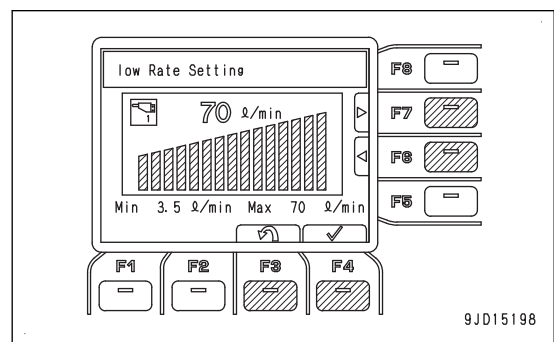 low Rate Setting
1
70 ℓ/min
Min 3.5 ℓ/min Max 70 ℓ/min
F8
F7
F6
F5
F1 F2 F3 F4
9JD15198